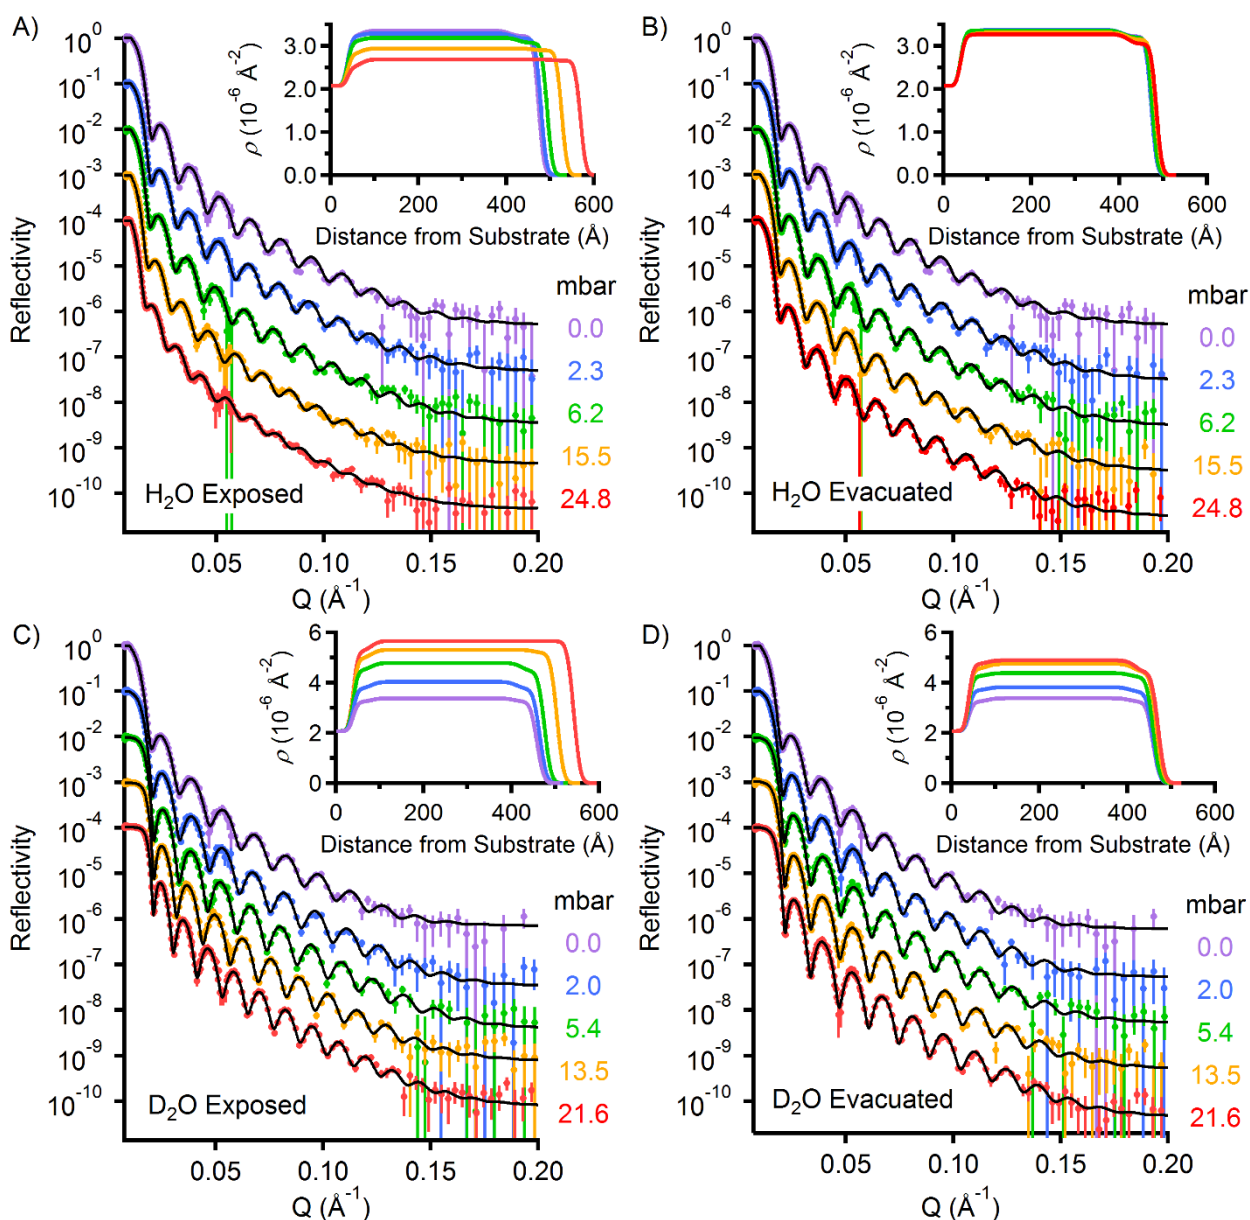 A)
10⁰
10⁻¹
10⁻²
10⁻³
10⁻⁴
10⁻⁵
10⁻⁶
10⁻⁷
10⁻⁸
10⁻⁹
10⁻¹⁰
Reflectivity
0.05 0.10 0.15 0.20
Q (Å⁻¹)
H₂O Exposed
3.0
2.0
1.0
0.0
ρ (10⁻⁶ Å⁻²)
0 200 400 600
Distance from Substrate (Å)
mbar
0.0
2.3
6.2
15.5
24.8
B)
10⁰
10⁻¹
10⁻²
10⁻³
10⁻⁴
10⁻⁵
10⁻⁶
10⁻⁷
10⁻⁸
10⁻⁹
10⁻¹⁰
Reflectivity
0.05 0.10 0.15 0.20
Q (Å⁻¹)
H₂O Evacuated
3.0
2.0
1.0
0.0
ρ (10⁻⁶ Å⁻²)
0 200 400 600
Distance from Substrate (Å)
mbar
0.0
2.3
6.2
15.5
24.8
C)
10⁰
10⁻¹
10⁻²
10⁻³
10⁻⁴
10⁻⁵
10⁻⁶
10⁻⁷
10⁻⁸
10⁻⁹
10⁻¹⁰
Reflectivity
0.05 0.10 0.15 0.20
Q (Å⁻¹)
D₂O Exposed
6
4
2
0
ρ (10⁻⁶ Å⁻²)
0 200 400 600
Distance from Substrate (Å)
mbar
0.0
2.0
5.4
13.5
21.6
D)
10⁰
10⁻¹
10⁻²
10⁻³
10⁻⁴
10⁻⁵
10⁻⁶
10⁻⁷
10⁻⁸
10⁻⁹
10⁻¹⁰
Reflectivity
0.05 0.10 0.15 0.20
Q (Å⁻¹)
D₂O Evacuated
6
4
2
0
ρ (10⁻⁶ Å⁻²)
0 200 400 600
Distance from Substrate (Å)
mbar
0.0
2.0
5.4
13.5
21.6